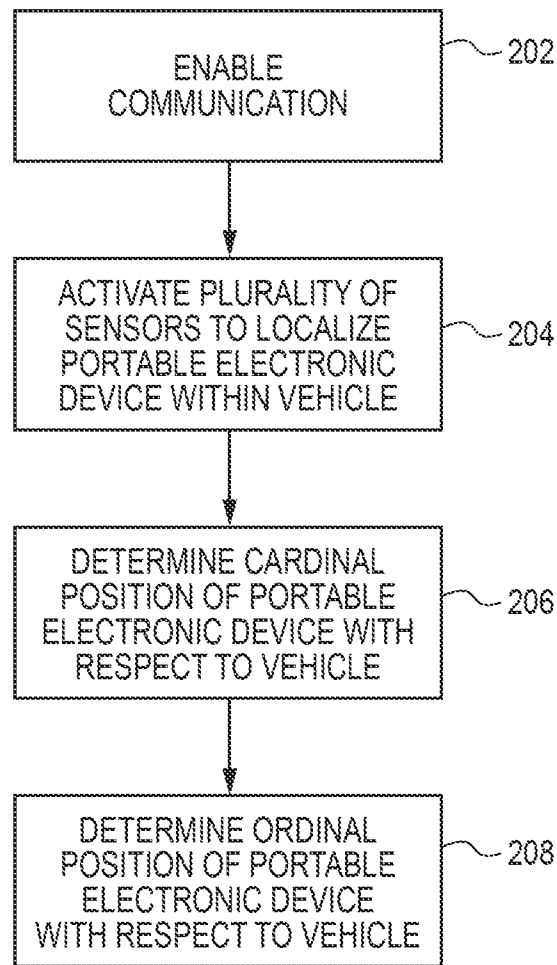 ENABLE
COMMUNICATION
202
ACTIVATE PLURALITY OF
SENSORS TO LOCALIZE
PORTABLE ELECTRONIC
DEVICE WITHIN VEHICLE
204
DETERMINE CARDINAL
POSITION OF PORTABLE
ELECTRONIC DEVICE WITH
RESPECT TO VEHICLE
206
DETERMINE ORDINAL
POSITION OF PORTABLE
ELECTRONIC DEVICE
WITH RESPECT TO VEHICLE
208